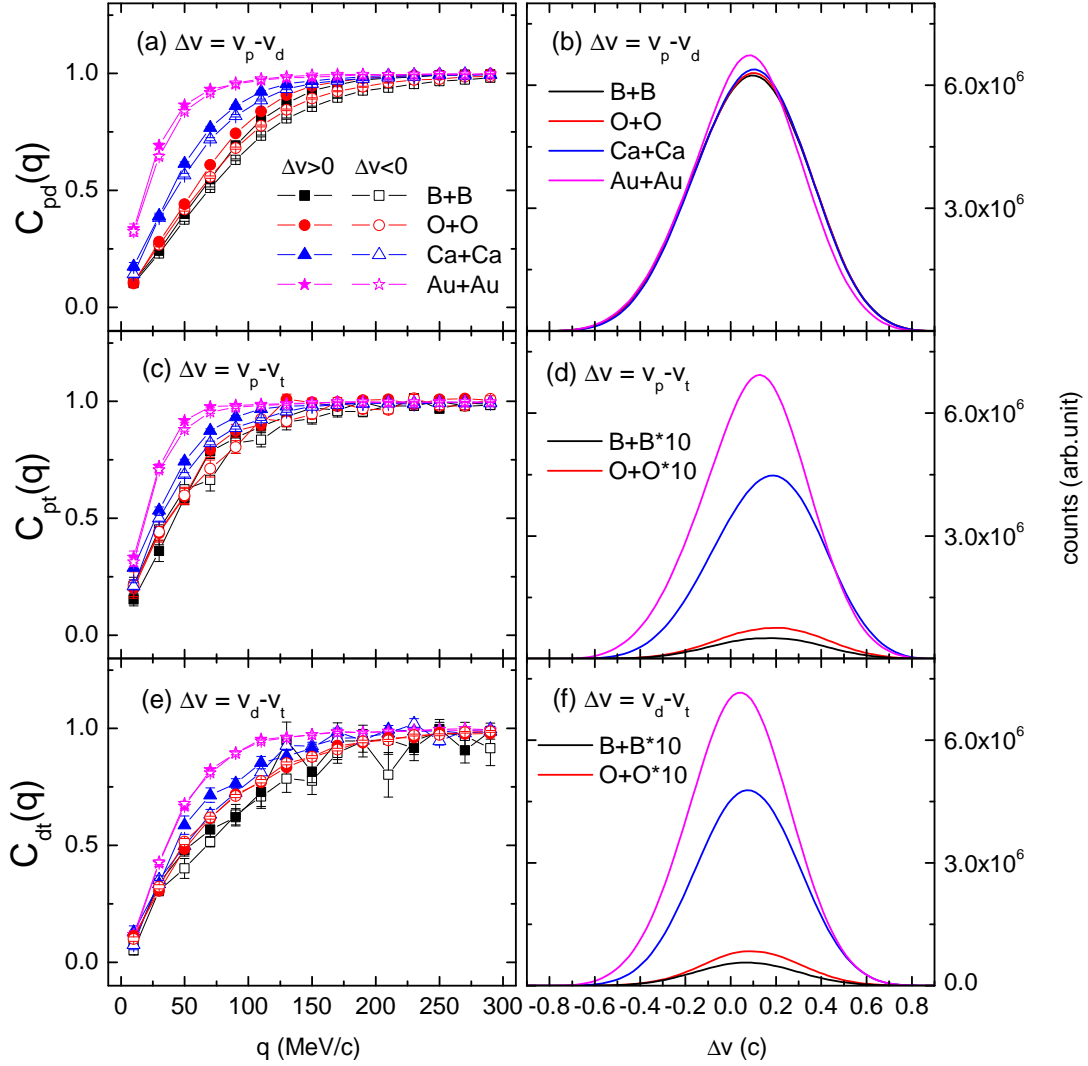 (a) Δv = v_p-v_d
C_pd(q)
1.0
0.5
0.0
Δv>0 Δv<0
B+B
O+O
Ca+Ca
Au+Au
(b) Δv = v_p-v_d
B+B
O+O
Ca+Ca
Au+Au
6.0x10^6
3.0x10^6
(c) Δv = v_p-v_t
C_pt(q)
1.0
0.5
0.0
(d) Δv = v_p-v_t
B+B*10
O+O*10
6.0x10^6
3.0x10^6
counts (arb.unit)
(e) Δv = v_d-v_t
C_dt(q)
1.0
0.5
0.0
0 50 100 150 200 250 300
q (MeV/c)
(f) Δv = v_d-v_t
B+B*10
O+O*10
6.0x10^6
3.0x10^6
0.0
-0.8 -0.6 -0.4 -0.2 0.0 0.2 0.4 0.6 0.8
Δv (c)